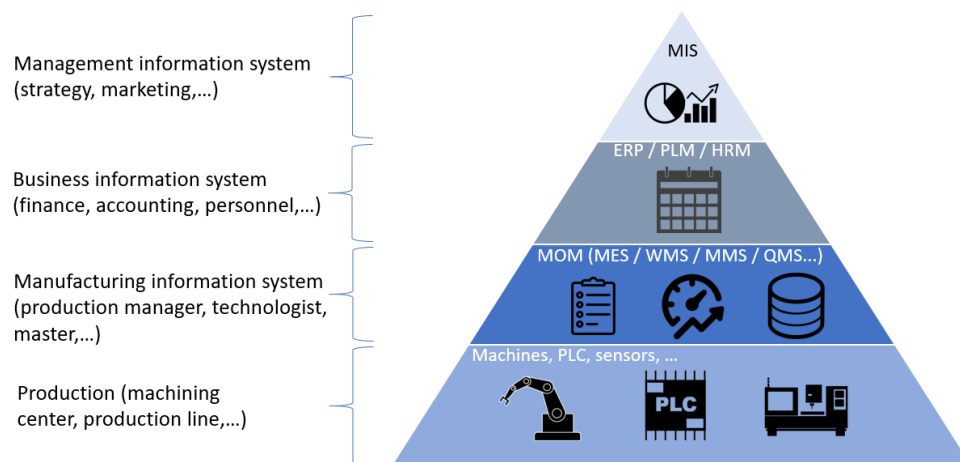 Management information system
(strategy, marketing,…)
MIS
Business information system
(finance, accounting, personnel,…)
ERP / PLM / HRM
Manufacturing information system
(production manager, technologist,
master,…)
MOM (MES / WMS / MMS / QMS...)
Production (machining
center, production line,…)
Machines, PLC, sensors, …
PLC